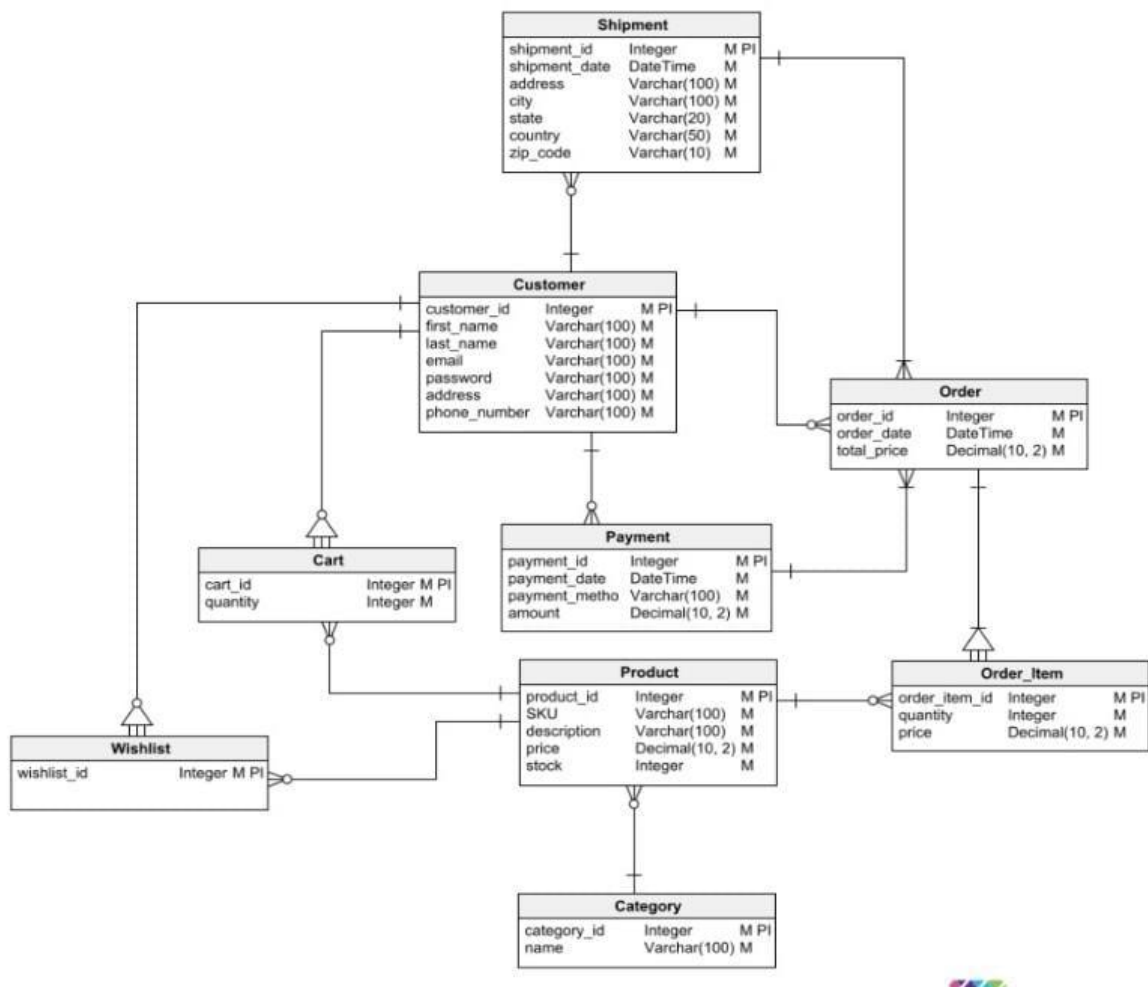 Shipment
shipment_id Integer M PI
shipment_date DateTime M
address Varchar(100) M
city Varchar(100) M
state Varchar(20) M
country Varchar(50) M
zip_code Varchar(10) M
Customer
customer_id Integer M PI
first_name Varchar(100) M
last_name Varchar(100) M
email Varchar(100) M
password Varchar(100) M
address Varchar(100) M
phone_number Varchar(100) M
Order
order_id Integer M PI
order_date DateTime M
total_price Decimal(10, 2) M
Payment
payment_id Integer M PI
payment_date DateTime M
payment_metho Varchar(100) M
amount Decimal(10, 2) M
Cart
cart_id Integer M PI
quantity Integer M
Product
product_id Integer M PI
SKU Varchar(100) M
description Varchar(100) M
price Decimal(10, 2) M
stock Integer M
Order_Item
order_item_id Integer M PI
quantity Integer M
price Decimal(10, 2) M
Wishlist
wishlist_id Integer M PI
Category
category_id Integer M PI
name Varchar(100) M